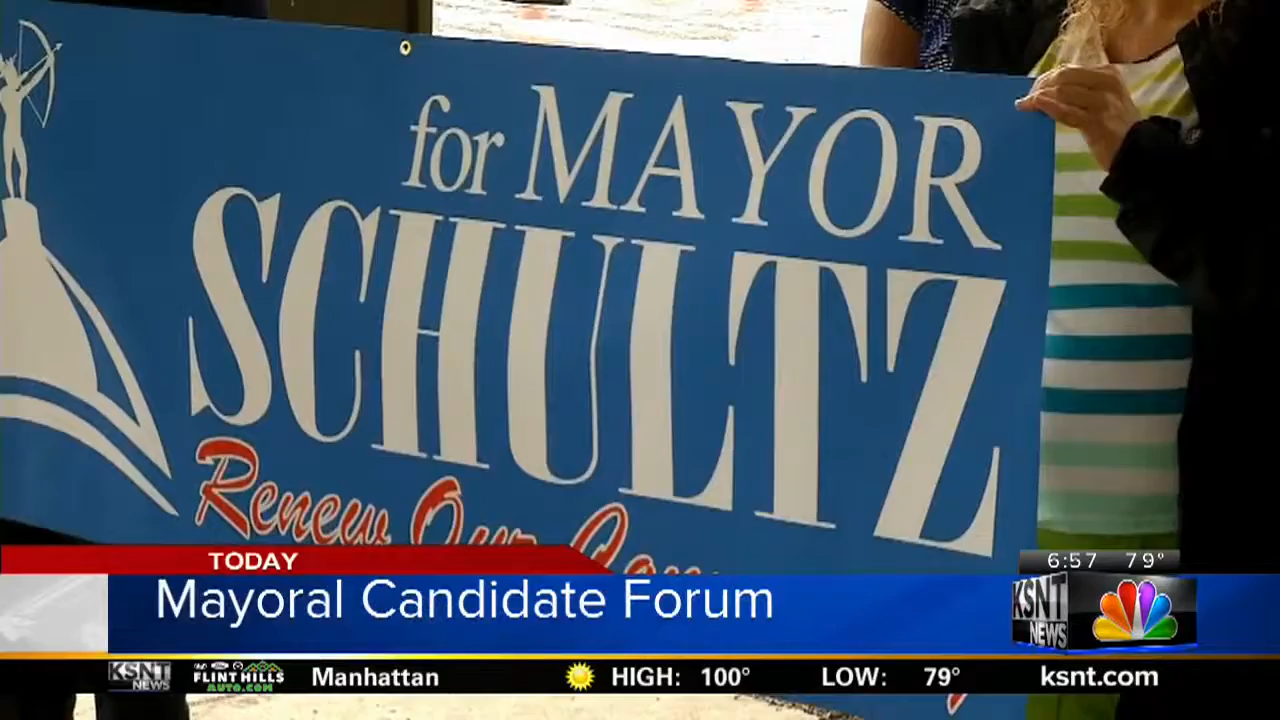 for MAYOR
SCHULTZ
Renew Our
TODAY
Mayoral Candidate Forum
6:57 79°
KSNT
NEWS
KSNT
NEWS
FLINT HILLS
AUTO.COM
Manhattan
HIGH: 100°
LOW: 79°
ksnt.com